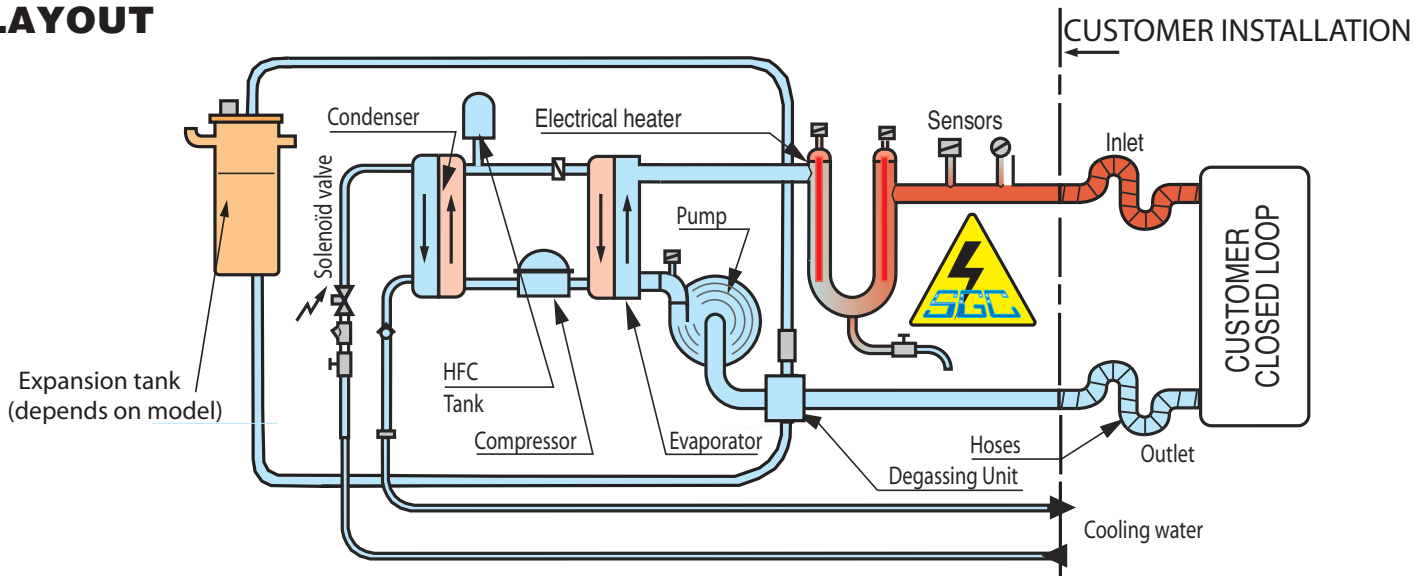 LAYOUT
CUSTOMER INSTALLATION
Condenser
Electrical heater
Sensors
Inlet
Solenoïd valve
Pump
SGC
CUSTOMER
CLOSED LOOP
Expansion tank
(depends on model)
HFC
Tank
Compressor
Evaporator
Hoses
Outlet
Degassing Unit
Cooling water